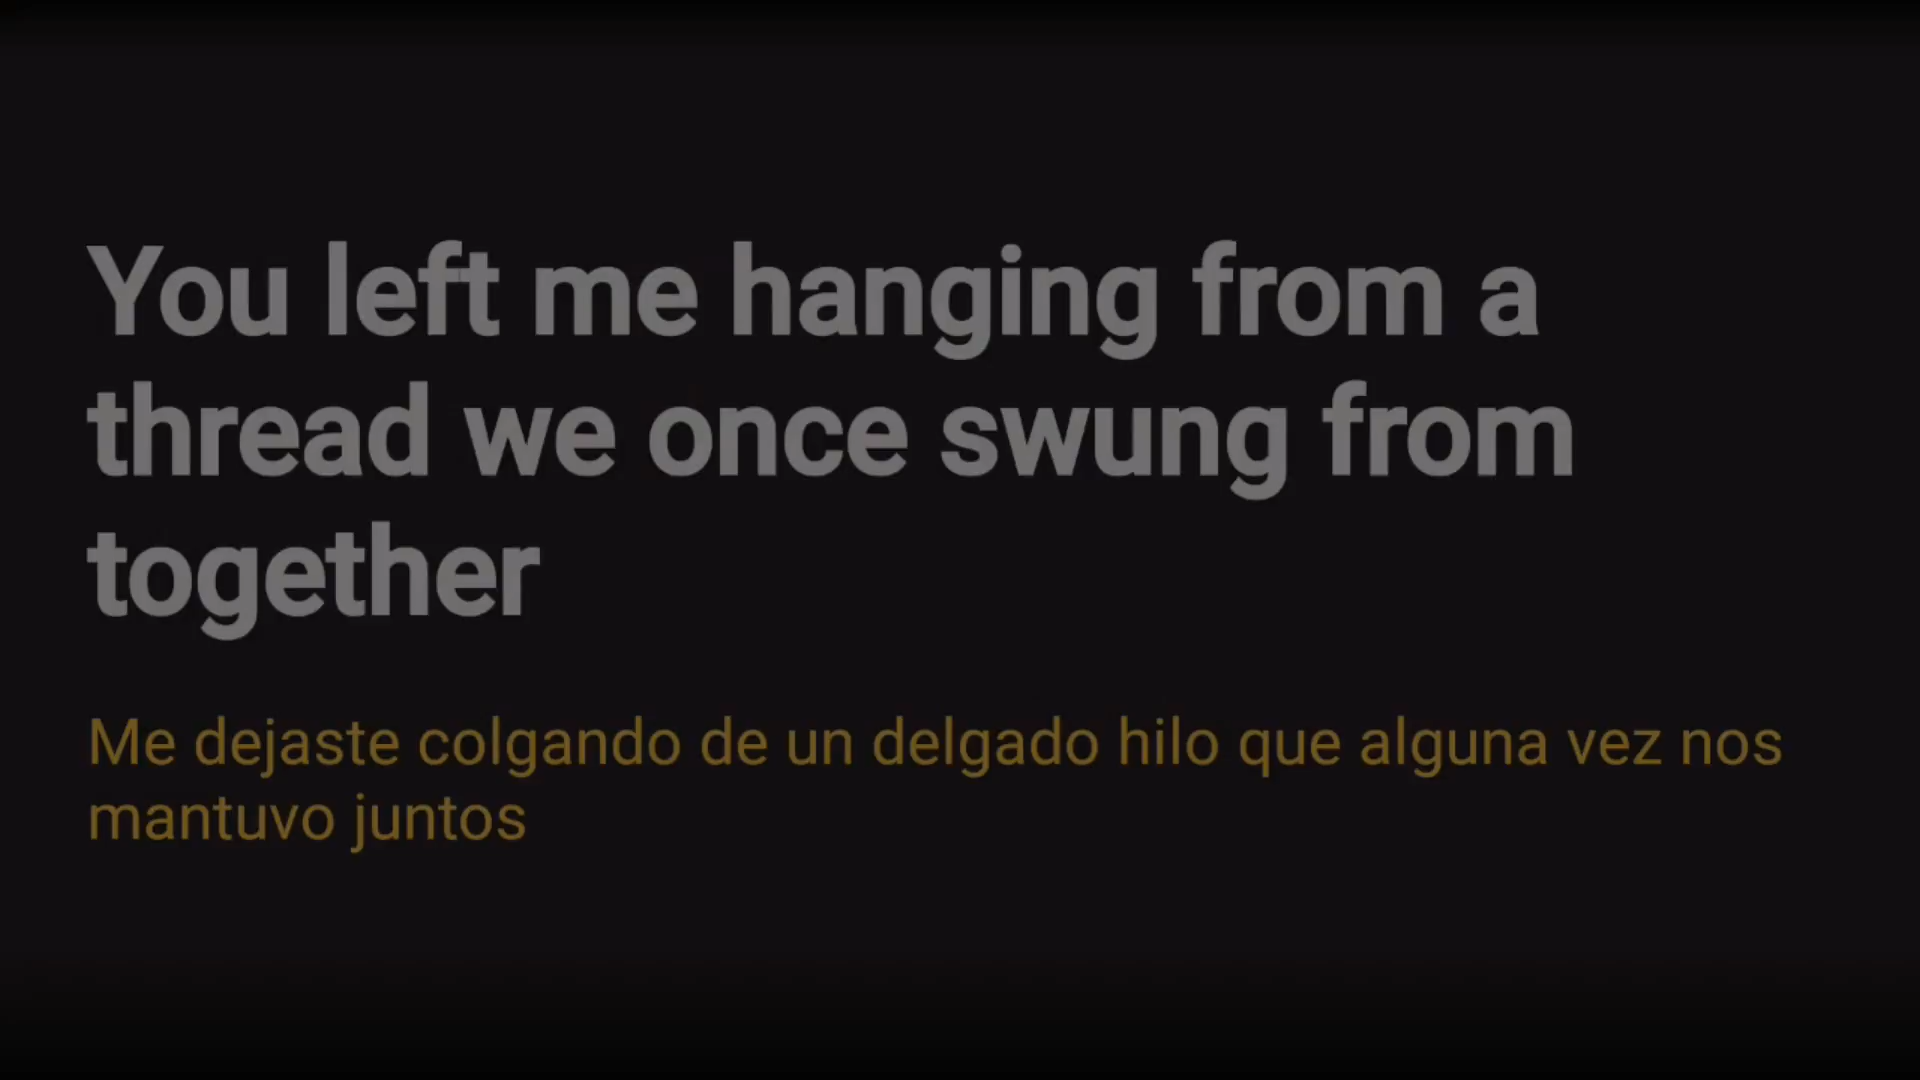 You left me hanging from a
thread we once swung from
together
Me dejaste colgando de un delgado hilo que alguna vez nos
mantuvo juntos